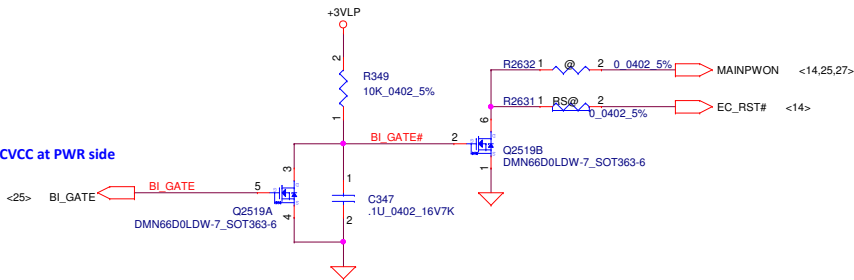 +3VLP
2
R349
10K_0402_5%
1
R2632 1 @ 2 0_0402_5%
MAINPWON <14,25,27>
R2631 1 RS@ 2
0_0402_5%
EC_RST# <14>
6
BI_GATE# 2
Q2519B
DMN66D0LDW-7_SOT363-6
1
CVCC at PWR side
3
<25> BI_GATE BI_GATE 5
Q2519A
DMN66D0LDW-7_SOT363-6
4
1
C347
.1U_0402_16V7K
2